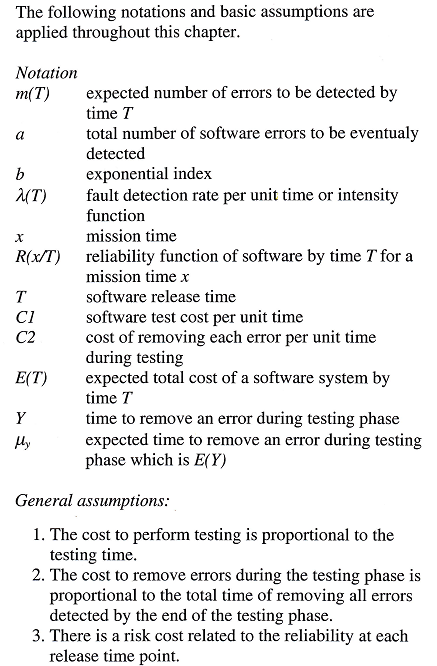 The following notations and basic assumptions are
applied throughout this chapter.
Notation
m(T) expected number of errors to be detected by
time T
a total number of software errors to be eventualy
detected
b exponential index
λ(T) fault detection rate per unit time or intensity
function
x mission time
R(x/T) reliability function of software by time T for a
mission time x
T software release time
C1 software test cost per unit time
C2 cost of removing each error per unit time
during testing
E(T) expected total cost of a software system by
time T
Y time to remove an error during testing phase
μy expected time to remove an error during testing
phase which is E(Y)
General assumptions:
1. The cost to perform testing is proportional to the
testing time.
2. The cost to remove errors during the testing phase is
proportional to the total time of removing all errors
detected by the end of the testing phase.
3. There is a risk cost related to the reliability at each
release time point.